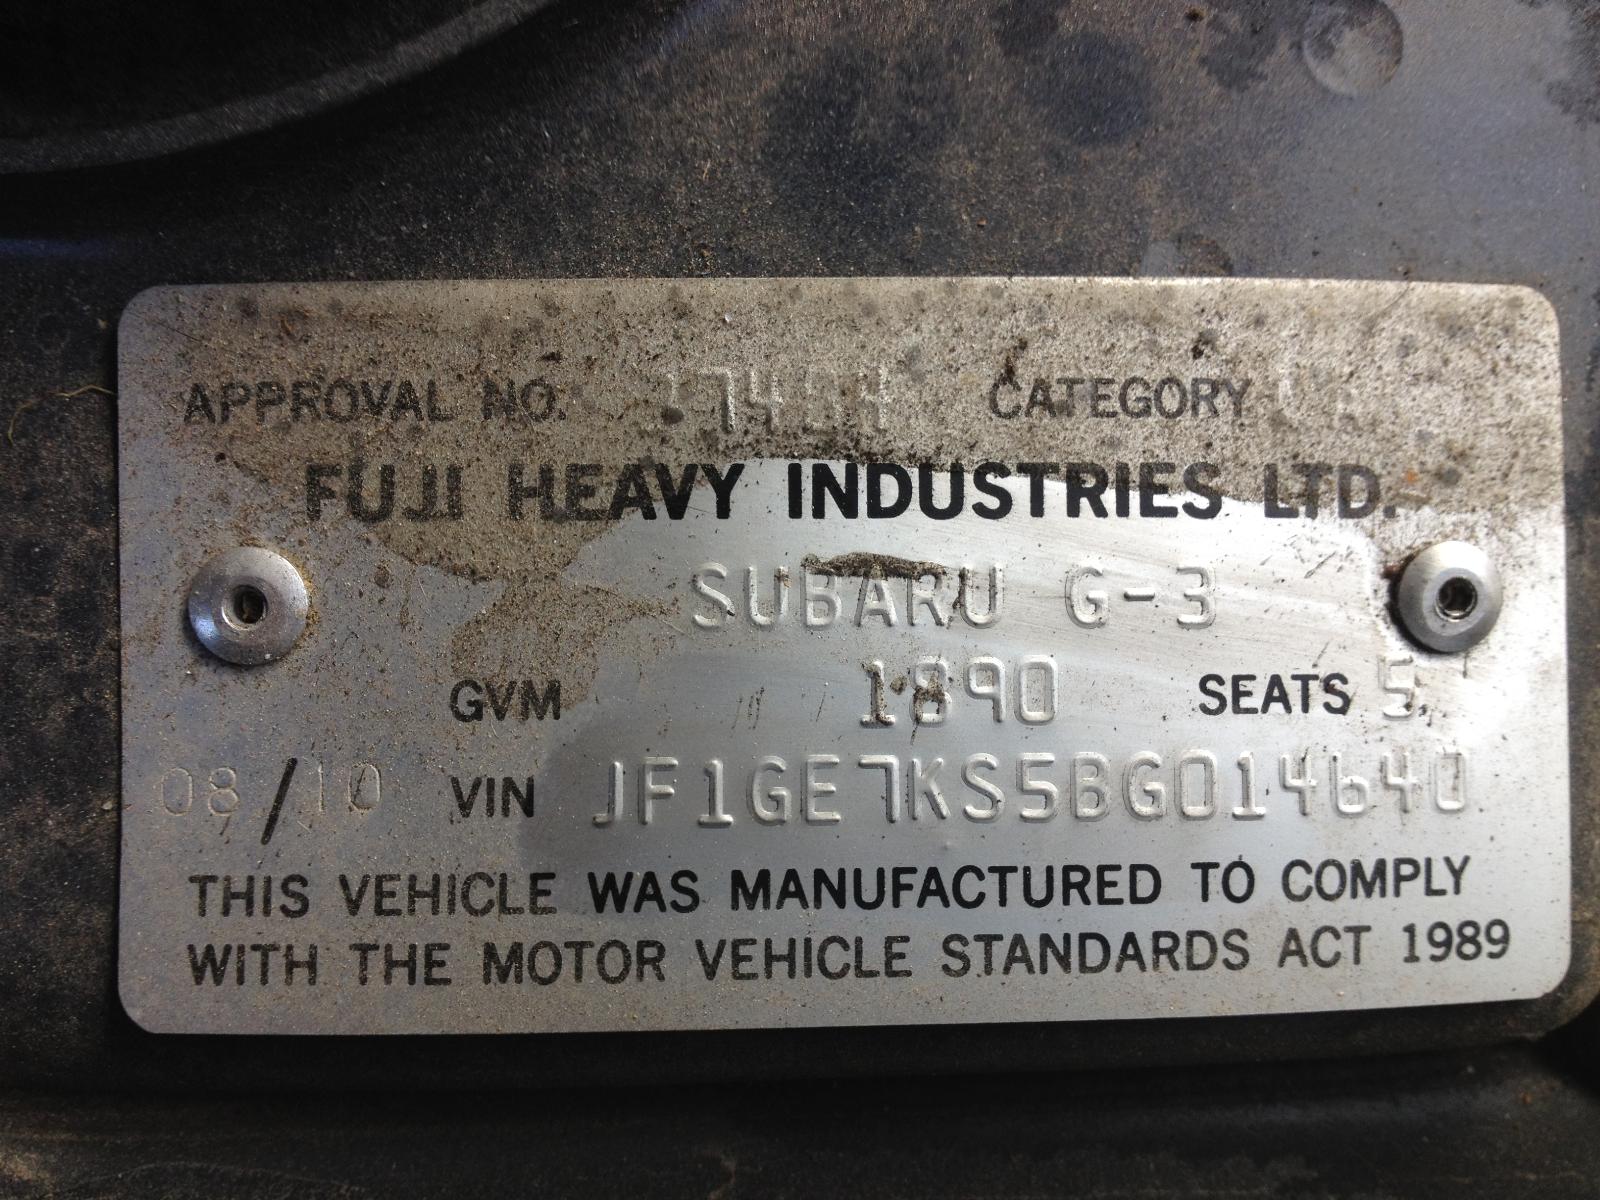 APPROVAL NO. 37484 CATEGORY
FUJI HEAVY INDUSTRIES LTD.
SUBARU G-3
GVM 1890 SEATS 5
08/10 VIN JF1GE7KS5BG014640
THIS VEHICLE WAS MANUFACTURED TO COMPLY
WITH THE MOTOR VEHICLE STANDARDS ACT 1989